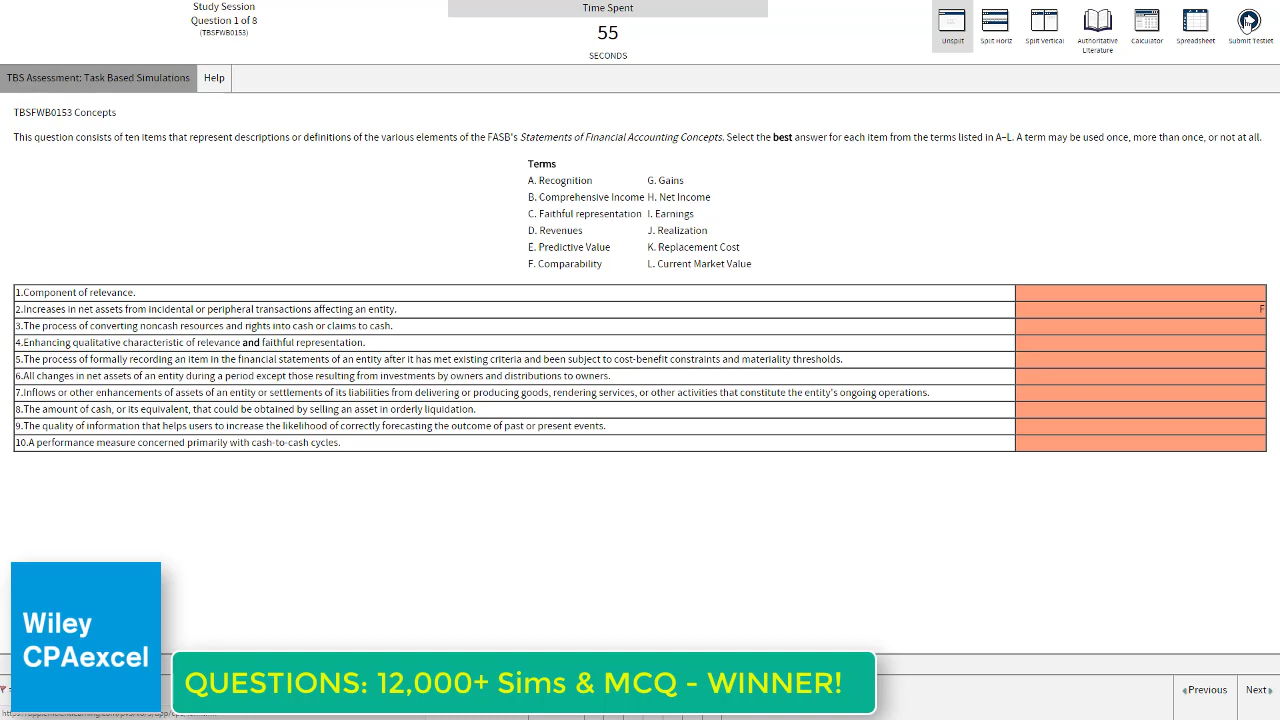 Study Session
Question 1 of 8
(TBSFWB0153)
Time Spent
55
SECONDS
Unsplit
Split Horiz
Split Vertical
Authoritative Literature
Calculator
Spreadsheet
Submit Testlet
TBS Assessment: Task Based Simulations
Help
TBSFWB0153 Concepts
This question consists of ten items that represent descriptions or definitions of the various elements of the FASB's Statements of Financial Accounting Concepts. Select the best answer for each item from the terms listed in A–L. A term may be used once, more than once, or not at all.
Terms
A. Recognition G. Gains
B. Comprehensive Income H. Net Income
C. Faithful representation I. Earnings
D. Revenues J. Realization
E. Predictive Value K. Replacement Cost
F. Comparability L. Current Market Value
1.Component of relevance.
2.Increases in net assets from incidental or peripheral transactions affecting an entity. F
3.The process of converting noncash resources and rights into cash or claims to cash.
4.Enhancing qualitative characteristic of relevance and faithful representation.
5.The process of formally recording an item in the financial statements of an entity after it has met existing criteria and been subject to cost-benefit constraints and materiality thresholds.
6.All changes in net assets of an entity during a period except those resulting from investments by owners and distributions to owners.
7.Inflows or other enhancements of assets of an entity or settlements of its liabilities from delivering or producing goods, rendering services, or other activities that constitute the entity's ongoing operations.
8.The amount of cash, or its equivalent, that could be obtained by selling an asset in orderly liquidation.
9.The quality of information that helps users to increase the likelihood of correctly forecasting the outcome of past or present events.
10.A performance measure concerned primarily with cash-to-cash cycles.
Wiley
CPAexcel
QUESTIONS: 12,000+ Sims & MCQ - WINNER!
Previous
Next